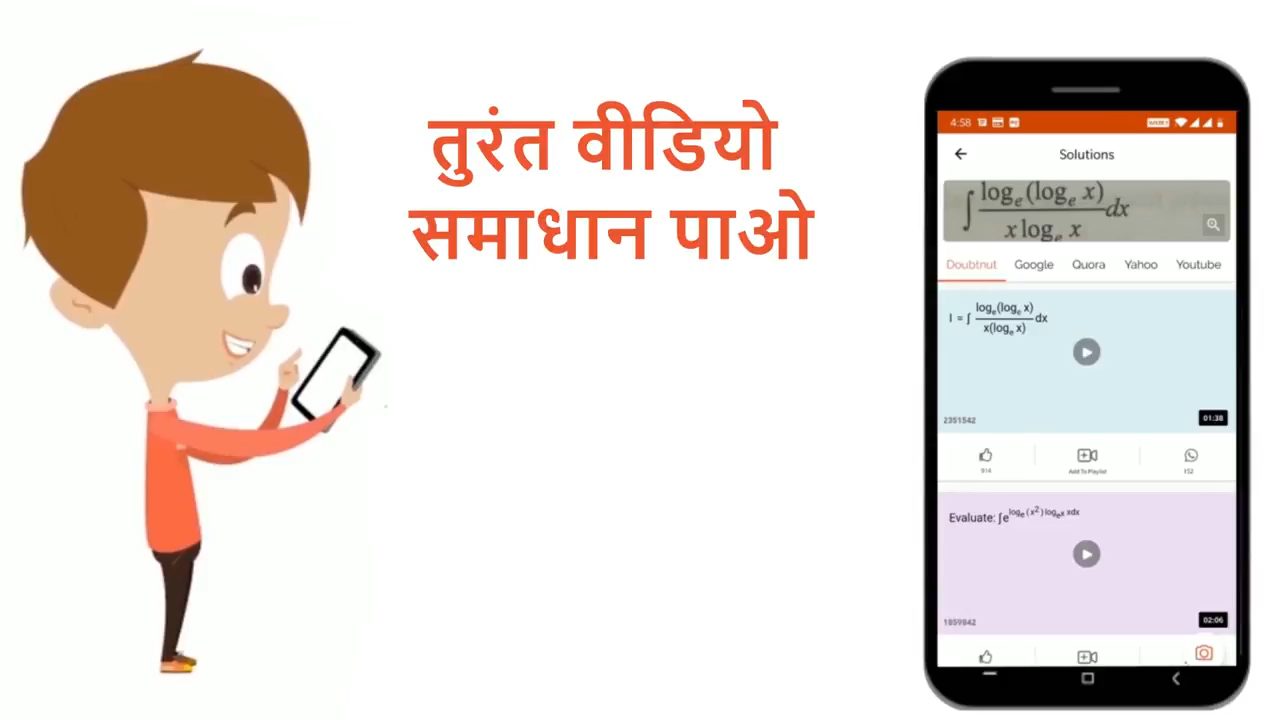 तुरंत वीडियो
समाधान पाओ
4:58
Solutions
∫ logₑ(logₑ x) / x logₑ x dx
Doubtnut Google Quora Yahoo Youtube
I = ∫ logₑ(logₑ x) / x(logₑ x) dx
2351542 01:38
914 Add To Playlist 152
Evaluate: ∫e^logₑ(x²)logₑx xdx
1859842 02:06